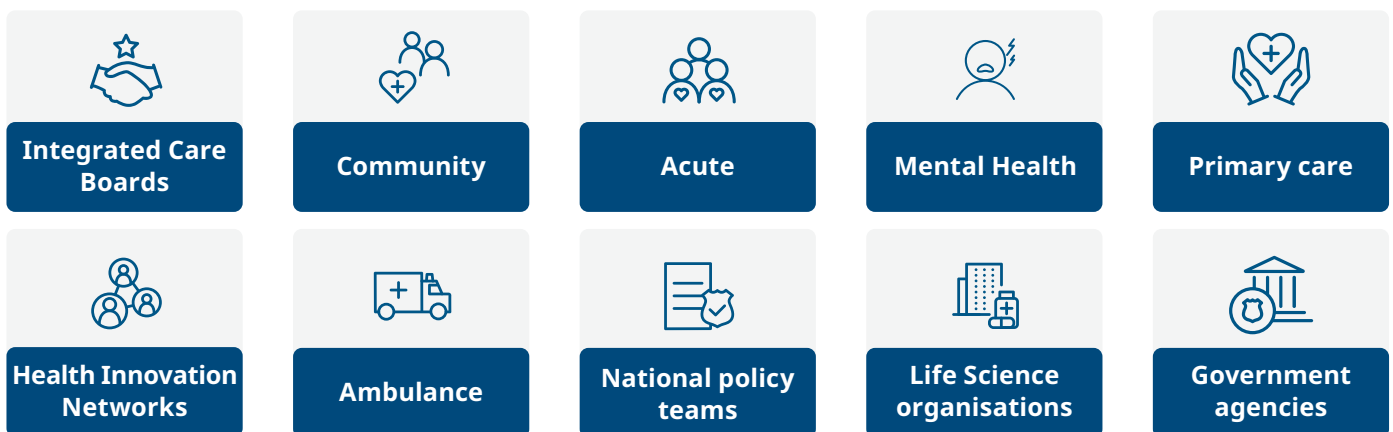 Integrated Care
Boards
Community
Acute
Mental Health
Primary care
Health Innovation
Networks
Ambulance
National policy
teams
Life Science
organisations
Government
agencies